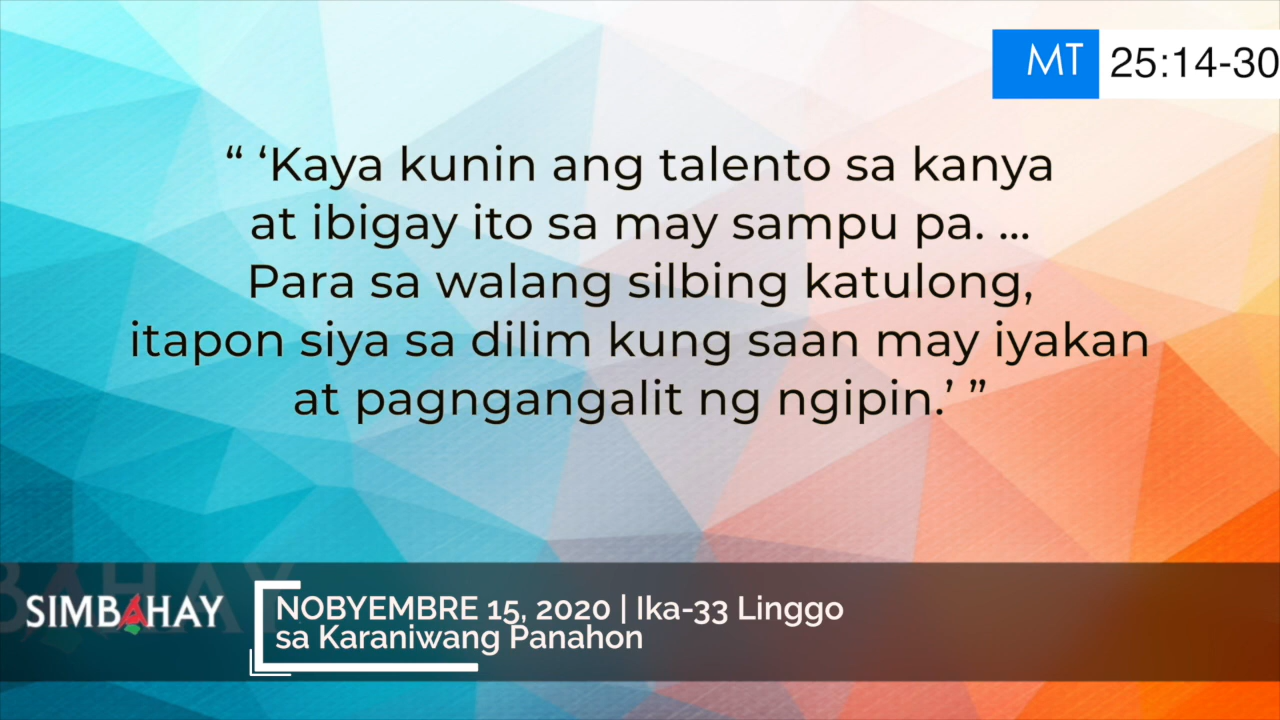 MT 25:14-30
“ ‘Kaya kunin ang talento sa kanya
at ibigay ito sa may sampu pa. ...
Para sa walang silbing katulong,
itapon siya sa dilim kung saan may iyakan
at pagngangalit ng ngipin.’ ”
SIMBAHAY
NOBYEMBRE 15, 2020 | Ika-33 Linggo
sa Karaniwang Panahon